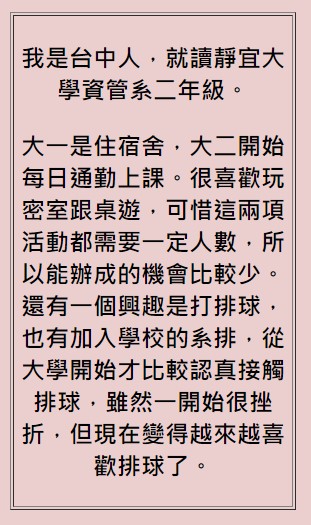 我是台中人，就讀靜宜大
學資管系二年級。
大一是住宿舍，大二開始
每日通勤上課。很喜歡玩
密室跟桌遊，可惜這兩項
活動都需要一定人數，所
以能辦成的機會比較少。
還有一個興趣是打排球，
也有加入學校的系排，從
大學開始才比較認真接觸
排球，雖然一開始很挫
折，但現在變得越來越喜
歡排球了。